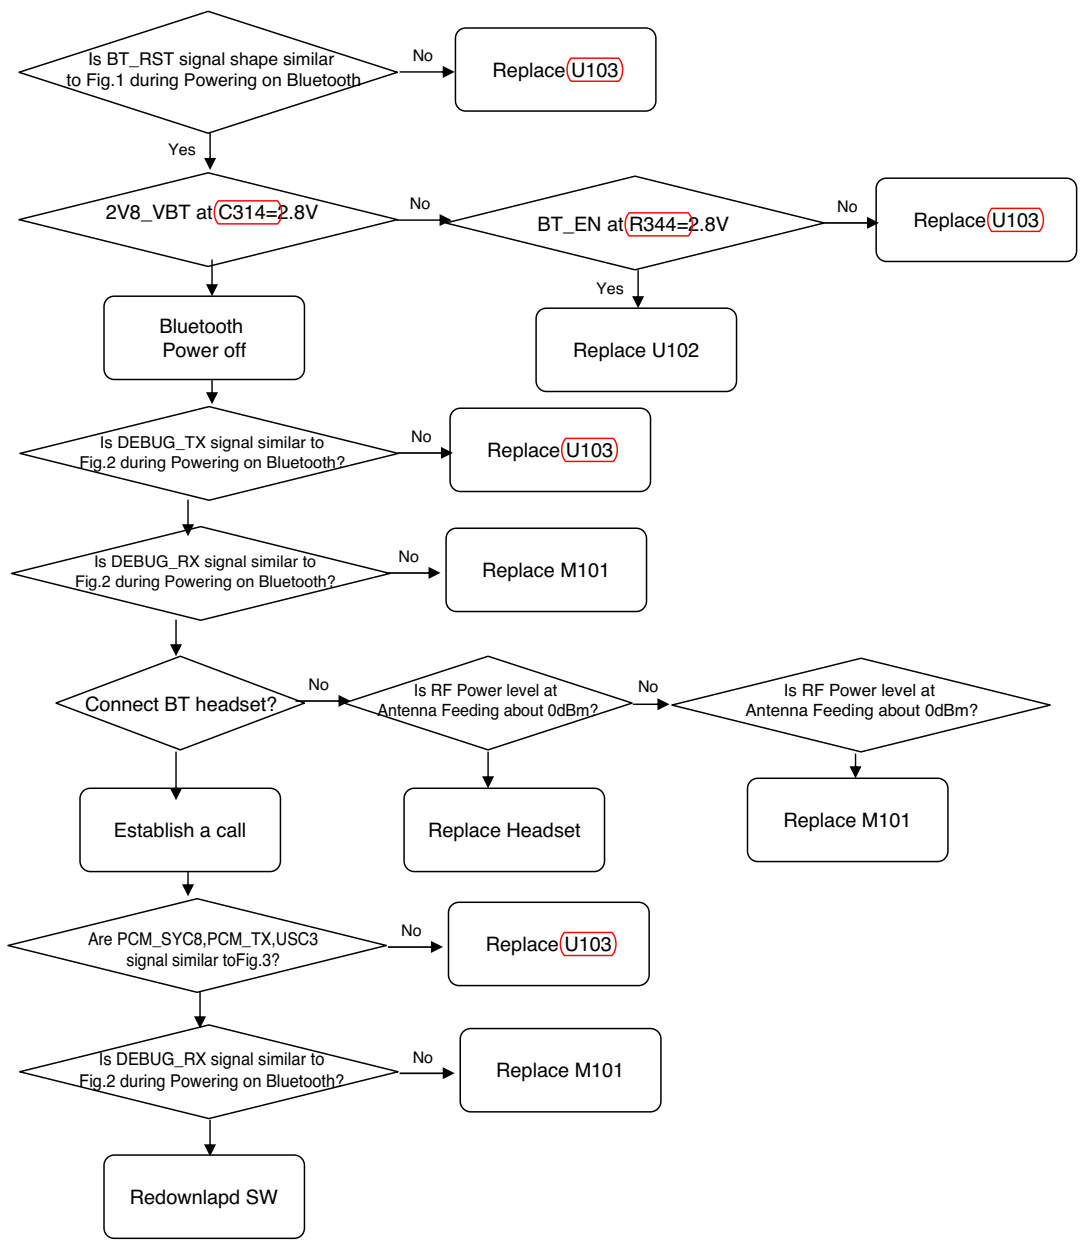 Is BT_RST signal shape similar
to Fig.1 during Powering on Bluetooth
No
Replace U103
Yes
2V8_VBT at C314=2.8V
No
BT_EN at R344=2.8V
No
Replace U103
Yes
Bluetooth
Power off
Replace U102
Is DEBUG_TX signal similar to
Fig.2 during Powering on Bluetooth?
No
Replace U103
Is DEBUG_RX signal similar to
Fig.2 during Powering on Bluetooth?
No
Replace M101
Connect BT headset?
No
Is RF Power level at
Antenna Feeding about 0dBm?
No
Is RF Power level at
Antenna Feeding about 0dBm?
Establish a call
Replace Headset
Replace M101
Are PCM_SYC8,PCM_TX,USC3
signal similar toFig.3?
No
Replace U103
Is DEBUG_RX signal similar to
Fig.2 during Powering on Bluetooth?
No
Replace M101
Redownlapd SW